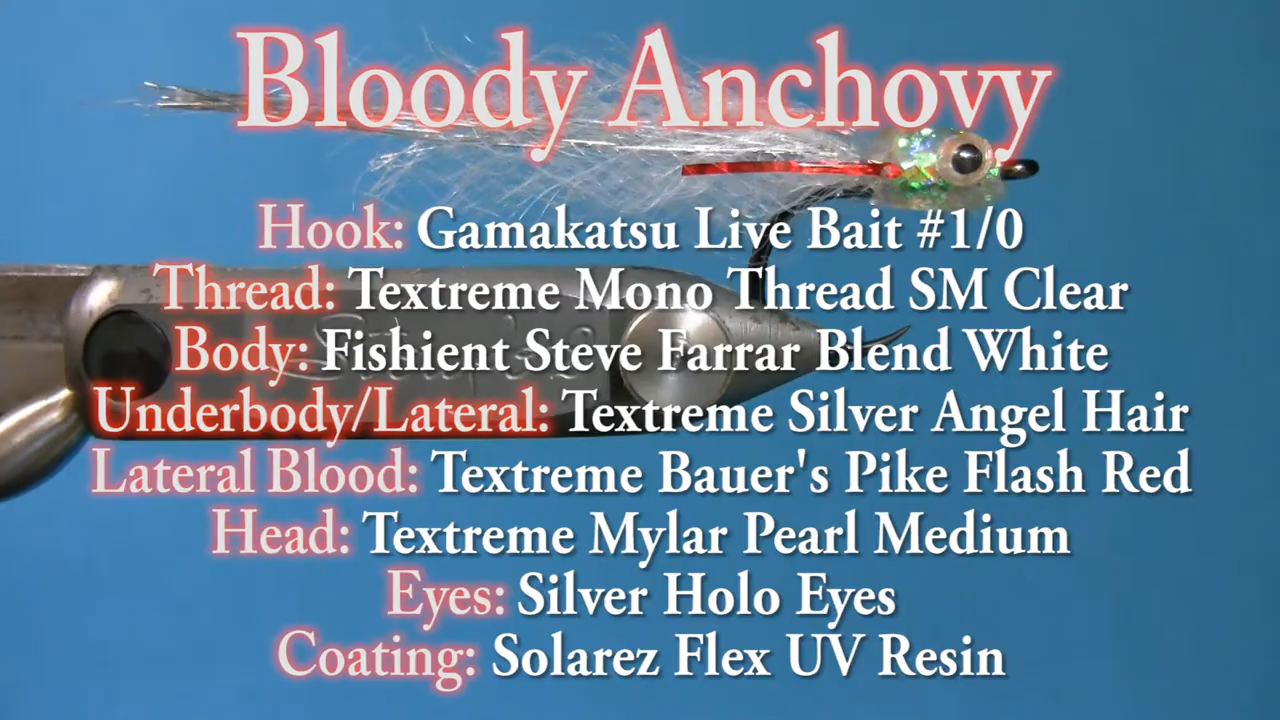 Bloody Anchovy
Hook: Gamakatsu Live Bait #1/0
Thread: Textreme Mono Thread SM Clear
Body: Fishient Steve Farrar Blend White
Underbody/Lateral: Textreme Silver Angel Hair
Lateral Blood: Textreme Bauer's Pike Flash Red
Head: Textreme Mylar Pearl Medium
Eyes: Silver Holo Eyes
Coating: Solarez Flex UV Resin